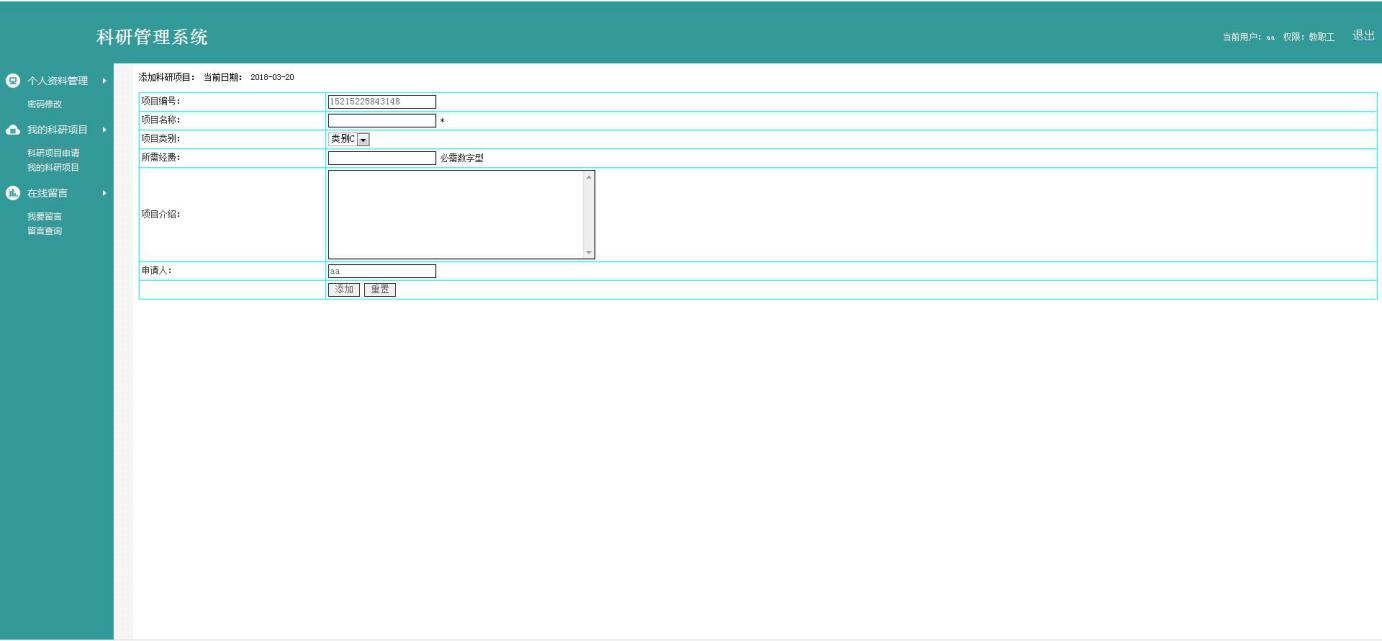 科研管理系统
当前用户: aa 权限: 教职工 退出
个人资料管理
密码修改
我的科研项目
科研项目申请
我的科研项目
在线留言
我要留言
留言查询
添加科研项目: 当前日期: 2018-03-20
项目编号: 15215225843148
项目名称: *
项目类别: 类别C
所需经费: 必需数字型
项目介绍:
申请人: aa
添加 重置